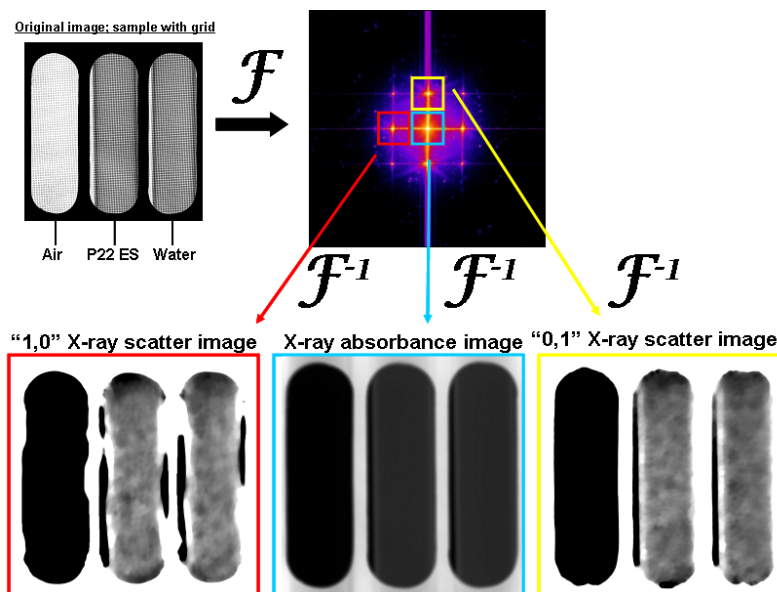 Original image; sample with grid
ℱ
Air P22 ES Water
ℱ-1 ℱ-1 ℱ-1
“1,0” X-ray scatter image X-ray absorbance image “0,1” X-ray scatter image